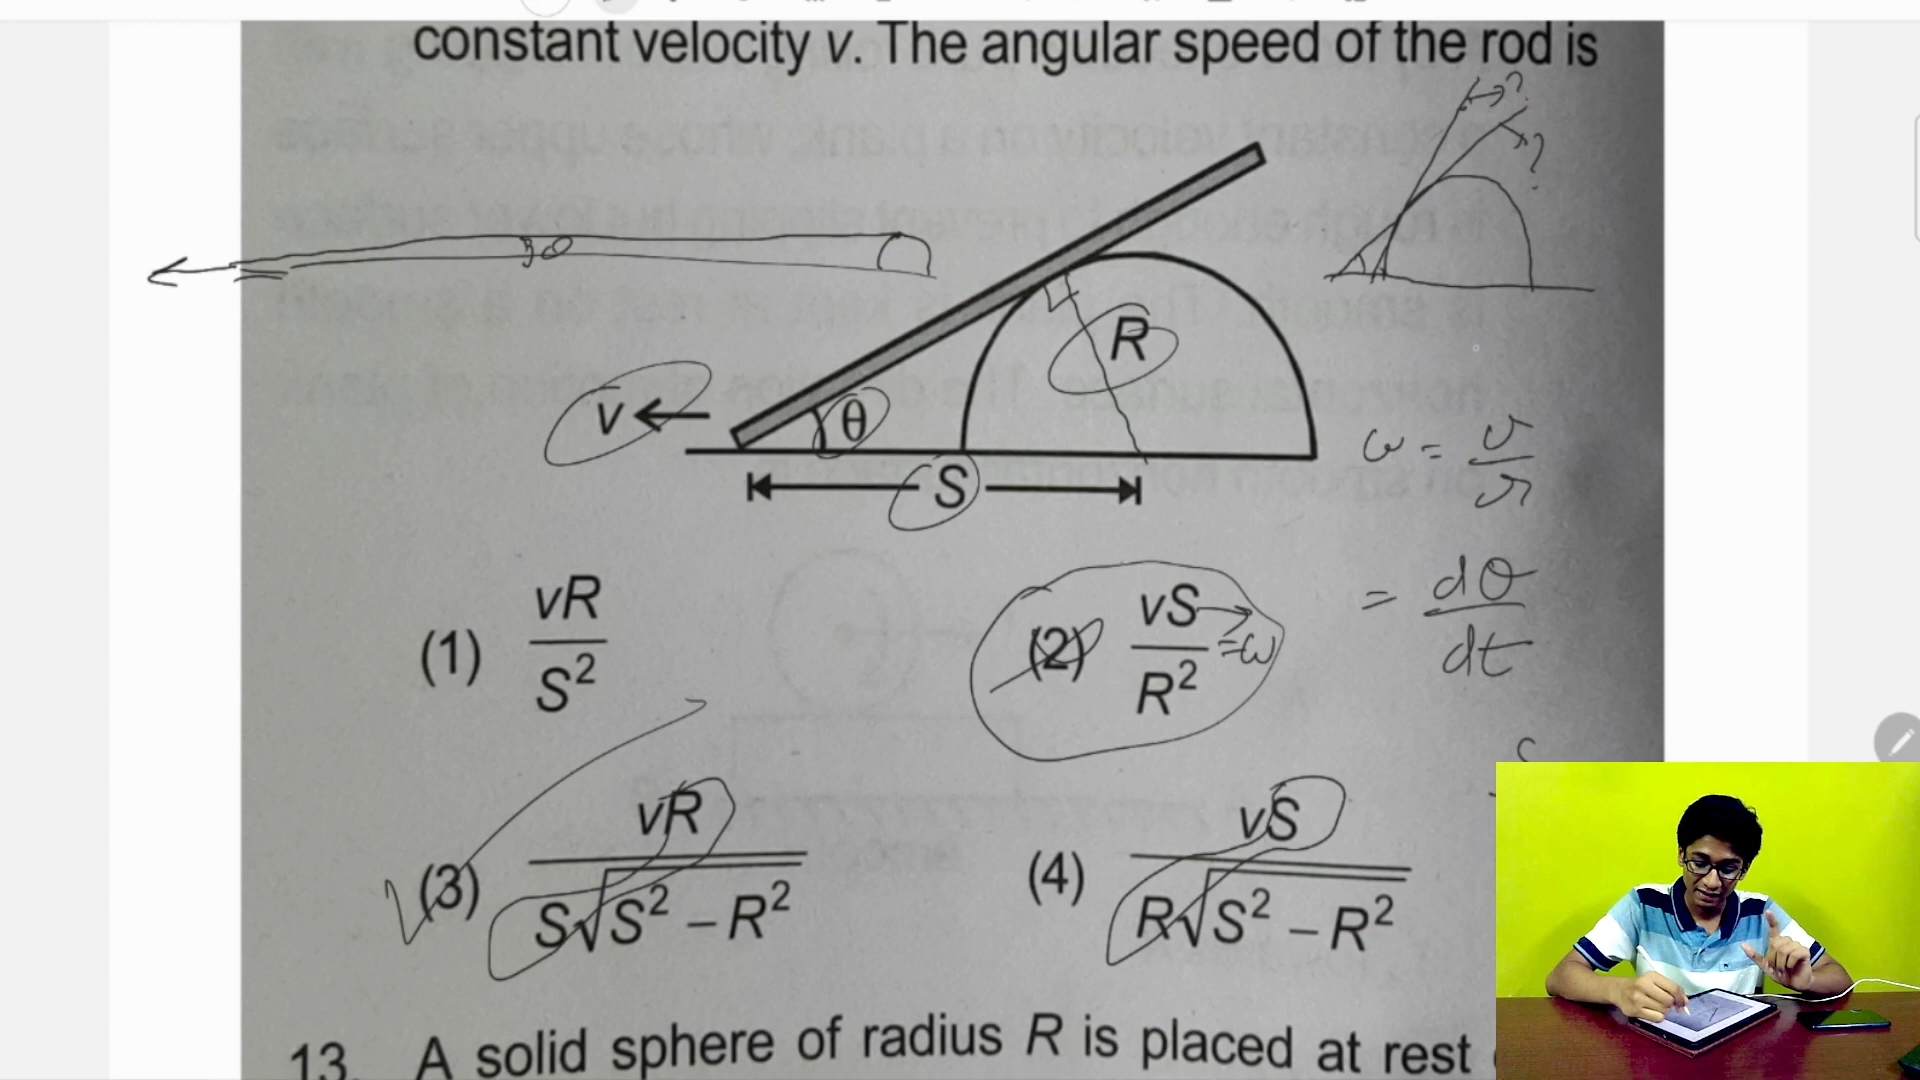 constant velocity v. The angular speed of the rod is
?
?
30
R
v
θ
S
ω = v/r
= dθ/dt
(1) vR/S²
(2) vS/R² = ω
(3) vR/S√S² – R²
(4) vS/R√S² – R²
13. A solid sphere of radius R is placed at rest